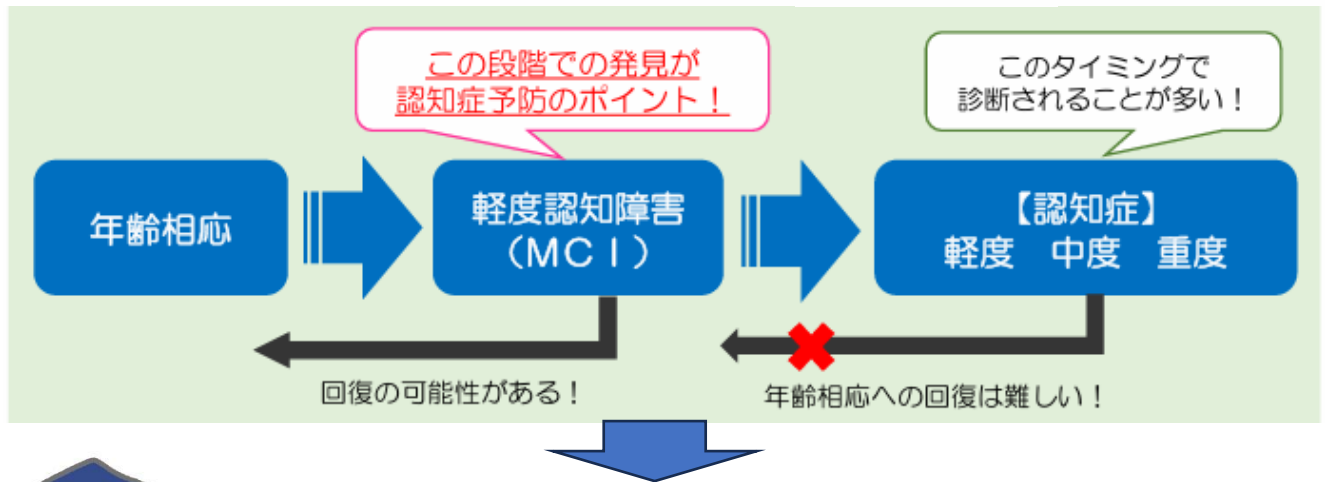 この段階での発見が
認知症予防のポイント！
このタイミングで
診断されることが多い！
年齢相応
軽度認知障害
（ＭＣＩ）
【認知症】
軽度　中度　重度
回復の可能性がある！
年齢相応への回復は難しい！